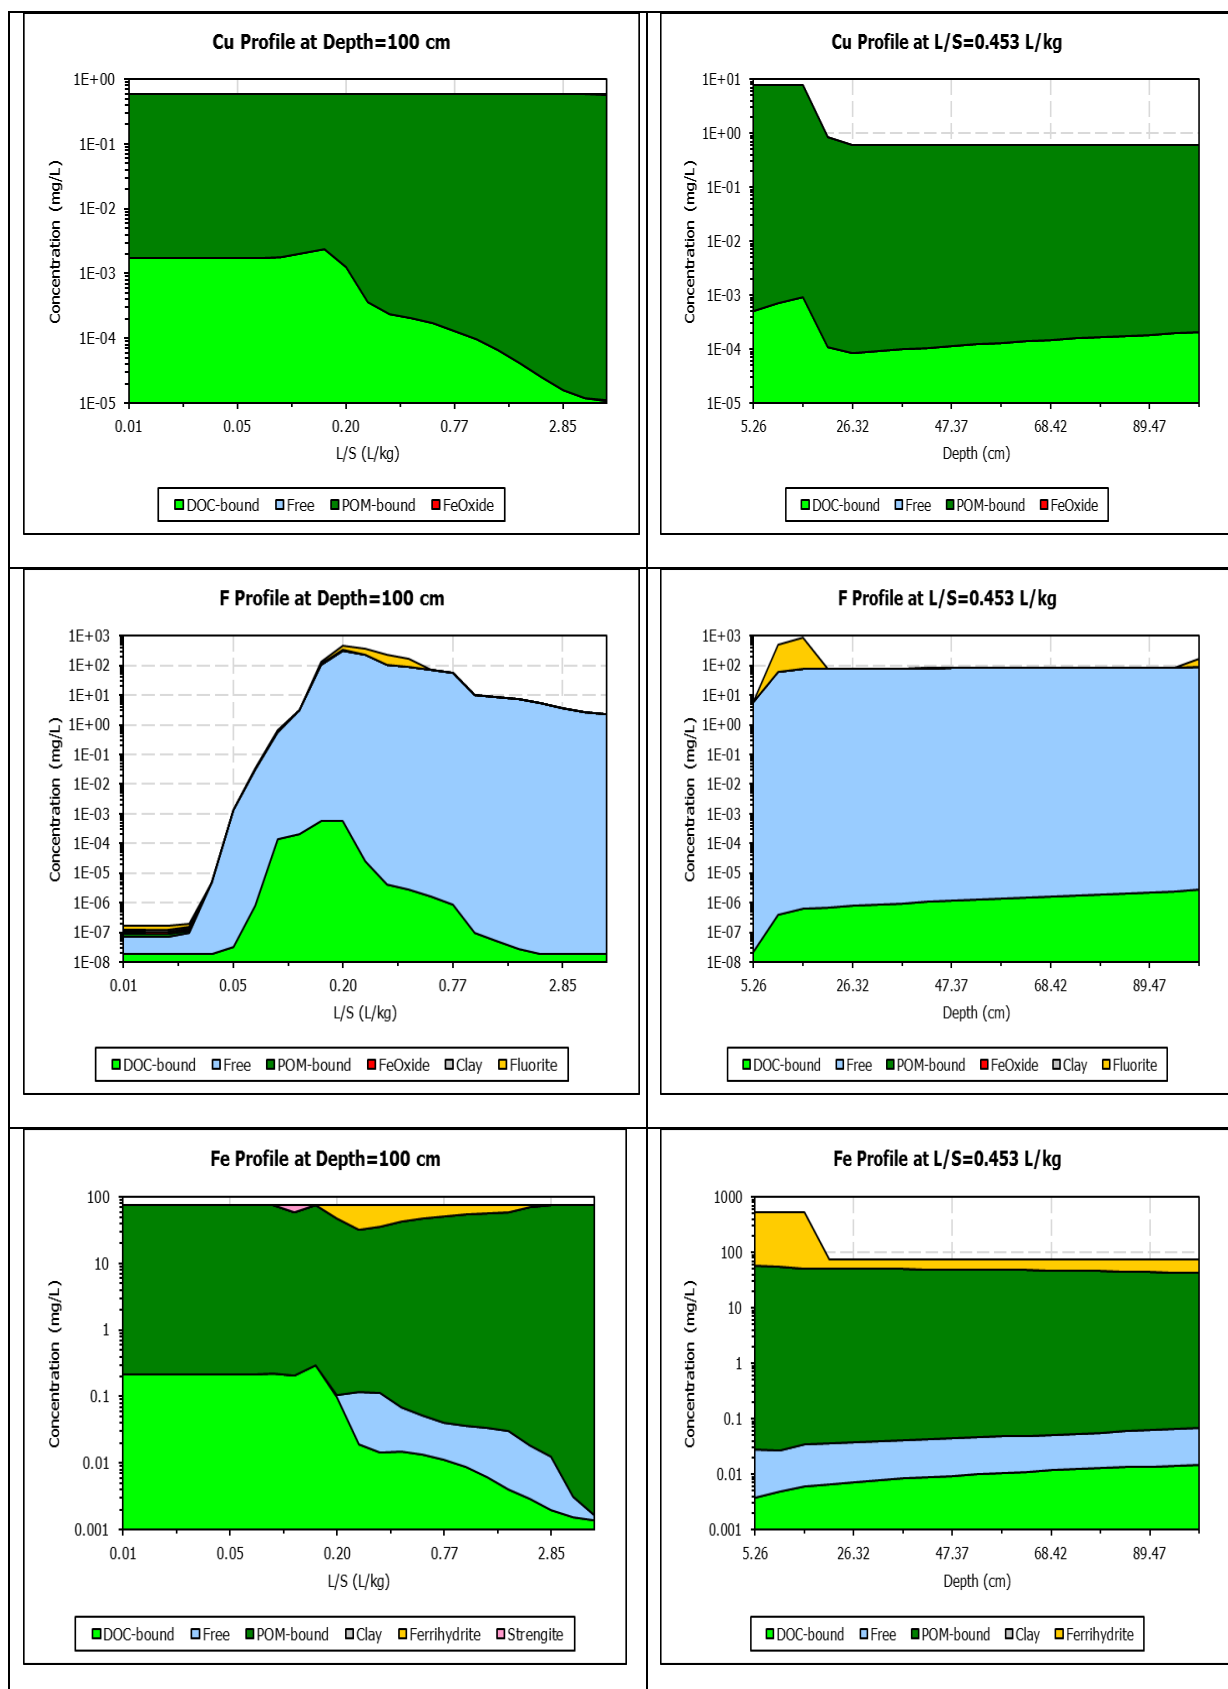 Cu Profile at Depth=100 cm
Concentration (mg/L)
1E+00
1E-01
1E-02
1E-03
1E-04
1E-05
0.01 0.05 0.20 0.77 2.85
L/S (L/kg)
DOC-bound Free POM-bound FeOxide
Cu Profile at L/S=0.453 L/kg
Concentration (mg/L)
1E+01
1E+00
1E-01
1E-02
1E-03
1E-04
1E-05
5.26 26.32 47.37 68.42 89.47
Depth (cm)
DOC-bound Free POM-bound FeOxide
F Profile at Depth=100 cm
Concentration (mg/L)
1E+03
1E+02
1E+01
1E+00
1E-01
1E-02
1E-03
1E-04
1E-05
1E-06
1E-07
1E-08
0.01 0.05 0.20 0.77 2.85
L/S (L/kg)
DOC-bound Free POM-bound FeOxide Clay Fluorite
F Profile at L/S=0.453 L/kg
Concentration (mg/L)
1E+03
1E+02
1E+01
1E+00
1E-01
1E-02
1E-03
1E-04
1E-05
1E-06
1E-07
1E-08
5.26 26.32 47.37 68.42 89.47
Depth (cm)
DOC-bound Free POM-bound FeOxide Clay Fluorite
Fe Profile at Depth=100 cm
Concentration (mg/L)
100
10
1
0.1
0.01
0.001
0.01 0.05 0.20 0.77 2.85
L/S (L/kg)
DOC-bound Free POM-bound Clay Ferrihydrite Strengite
Fe Profile at L/S=0.453 L/kg
Concentration (mg/L)
1000
100
10
1
0.1
0.01
0.001
5.26 26.32 47.37 68.42 89.47
Depth (cm)
DOC-bound Free POM-bound Clay Ferrihydrite